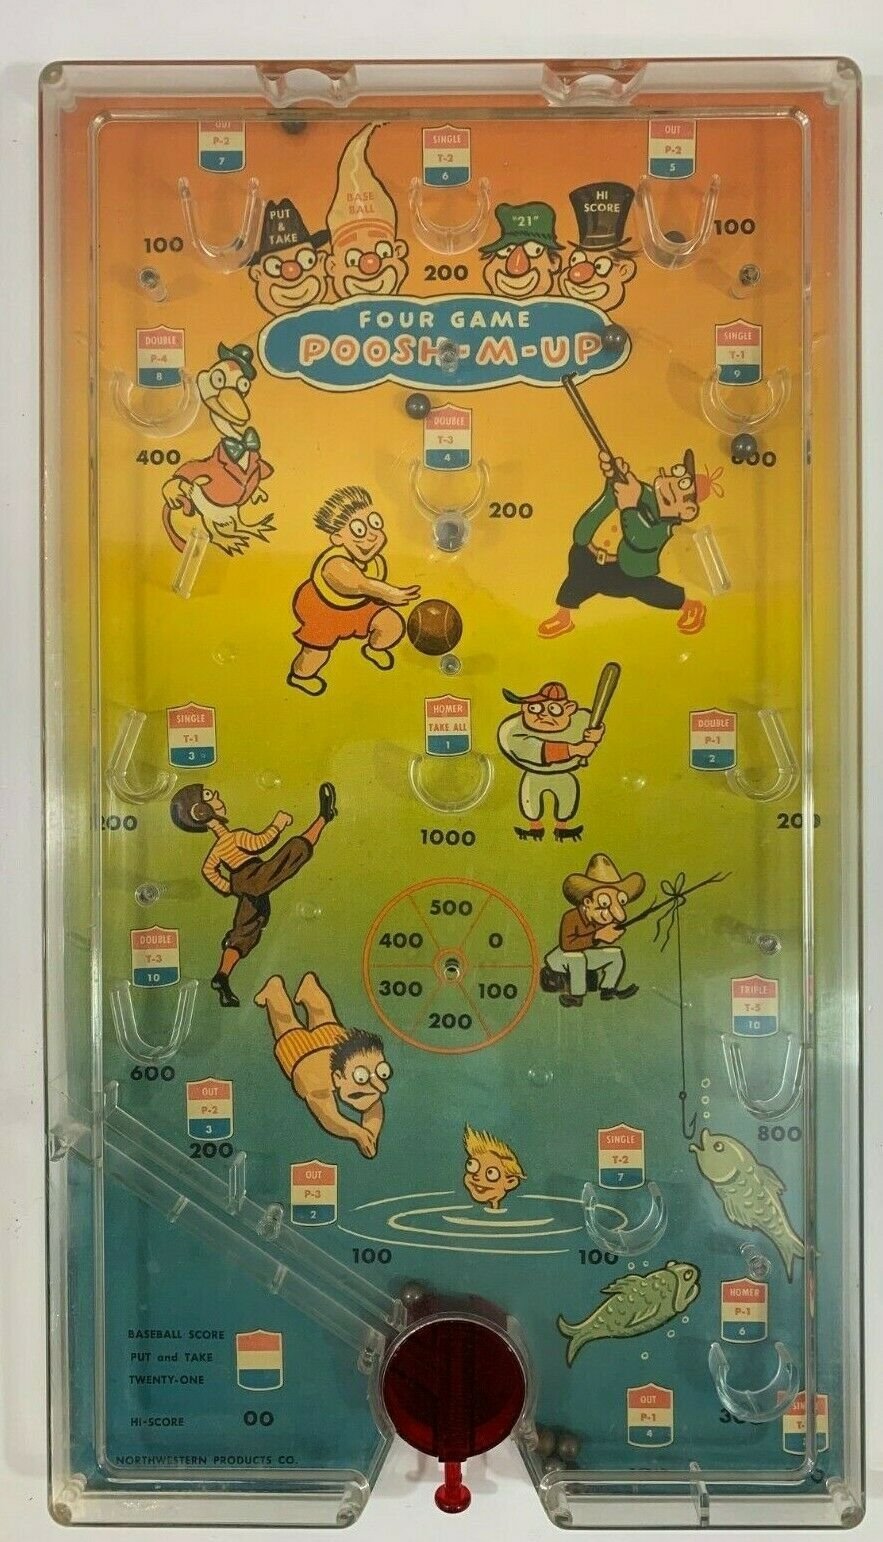 OUT
P-2
7
SINGLE
T-2
6
OUT
P-2
5
PUT
&
TAKE
BASE
BALL
"21"
HI
SCORE
100
200
100
FOUR GAME
POOSH-M-UP
DOUBLE
P-4
8
SINGLE
T-1
9
400
DOUBLE
T-3
4
200
SINGLE
T-1
3
HOMER
TAKE ALL
1
DOUBLE
P-1
2
200
1000
200
500
400
0
300
100
200
DOUBLE
T-3
10
TRIPLE
T-5
10
600
800
OUT
P-2
3
200
SINGLE
T-2
7
OUT
P-3
2
100
100
HOMER
P-1
6
BASEBALL SCORE
PUT and TAKE
TWENTY-ONE
HI-SCORE 00
OUT
P-1
4
NORTHWESTERN PRODUCTS CO.